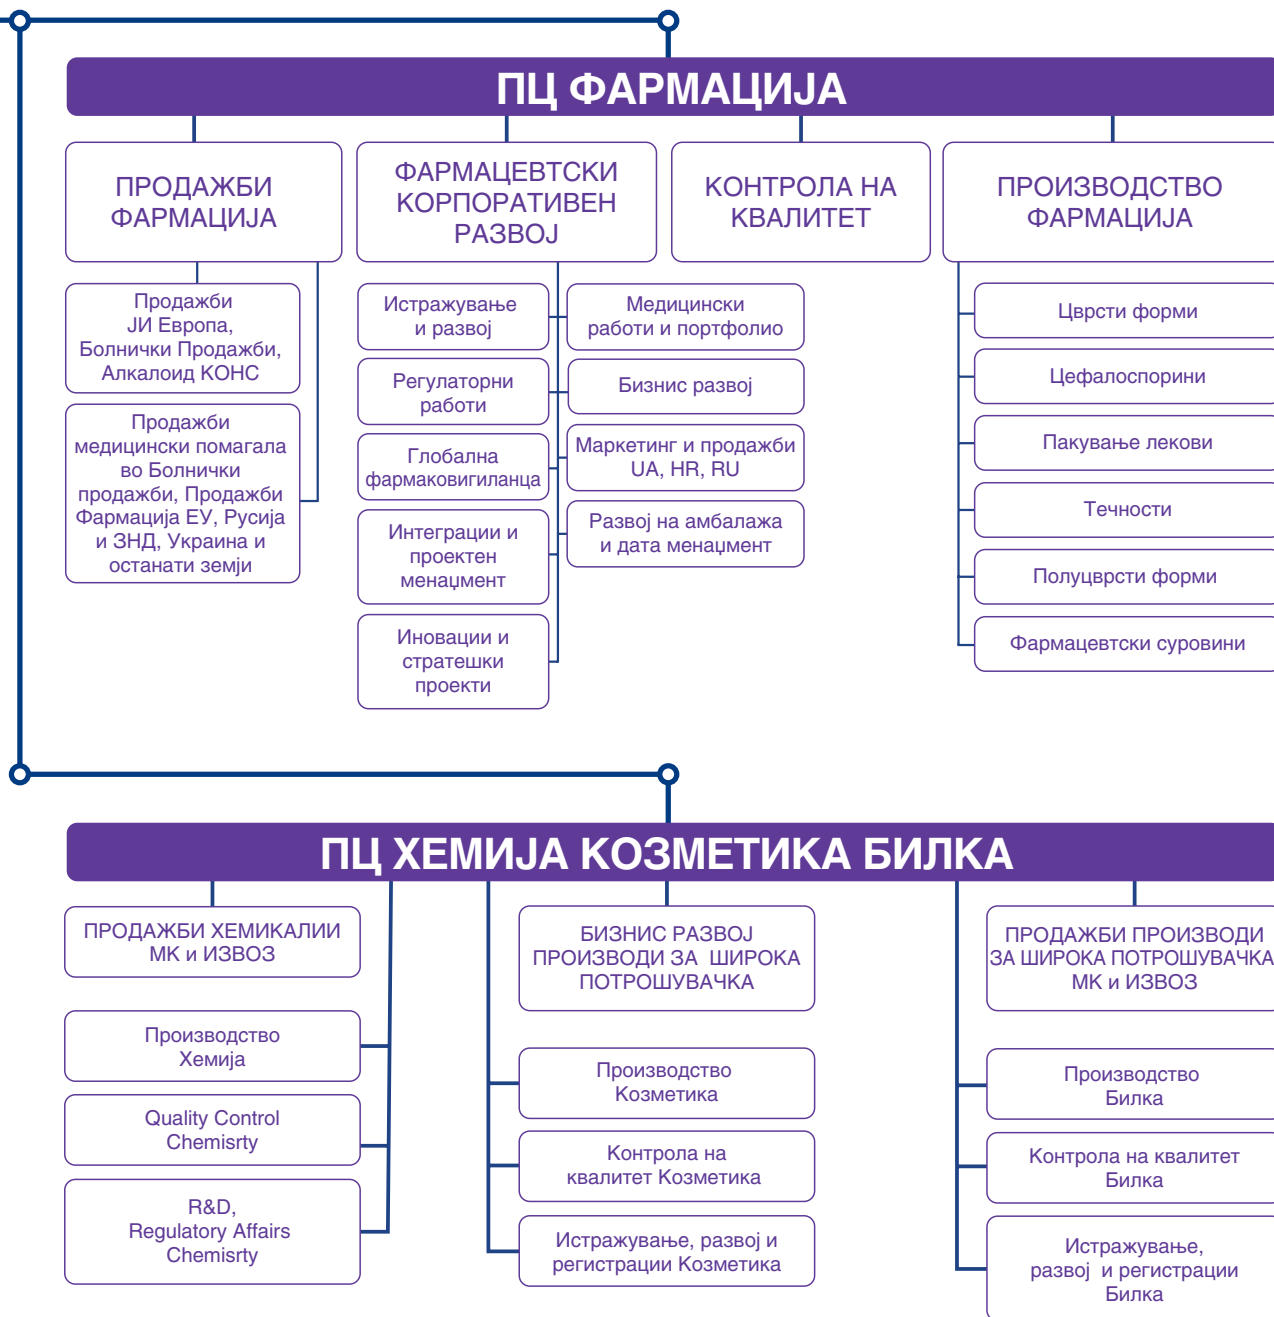 ПЦ ФАРМАЦИЈА
ПРОДАЖБИ
ФАРМАЦИЈА
Продажби
ЈИ Европа,
Болнички Продажби,
Алкалоид КОНС
Продажби
медицински помагала
во Болнички
продажби, Продажби
Фармација ЕУ, Русија
и ЗНД, Украина и
останати земји
ФАРМАЦЕВТСКИ
КОРПОРАТИВЕН
РАЗВОЈ
Истражување
и развој
Регулаторни
работи
Глобална
фармаковигиланца
Интеграции и
проектен
менаџмент
Иновации и
стратешки
проекти
Медицински
работи и портфолио
Бизнис развој
Маркетинг и продажби
UA, HR, RU
Развој на амбалажа
и дата менаџмент
КОНТРОЛА НА
КВАЛИТЕТ
ПРОИЗВОДСТВО
ФАРМАЦИЈА
Цврсти форми
Цефалоспорини
Пакување лекови
Течности
Полуцврсти форми
Фармацевтски суровини
ПЦ ХЕМИЈА КОЗМЕТИКА БИЛКА
ПРОДАЖБИ ХЕМИКАЛИИ
МК и ИЗВОЗ
Производство
Хемија
Quality Control
Chemisrty
R&D,
Regulatory Affairs
Chemisrty
БИЗНИС РАЗВОЈ
ПРОИЗВОДИ ЗА ШИРОКА
ПОТРОШУВАЧКА
Производство
Козметика
Контрола на
квалитет Козметика
Истражување, развој и
регистрации Козметика
ПРОДАЖБИ ПРОИЗВОДИ
ЗА ШИРОКА ПОТРОШУВАЧКА
МК и ИЗВОЗ
Производство
Билка
Контрола на квалитет
Билка
Истражување,
развој и регистрации
Билка